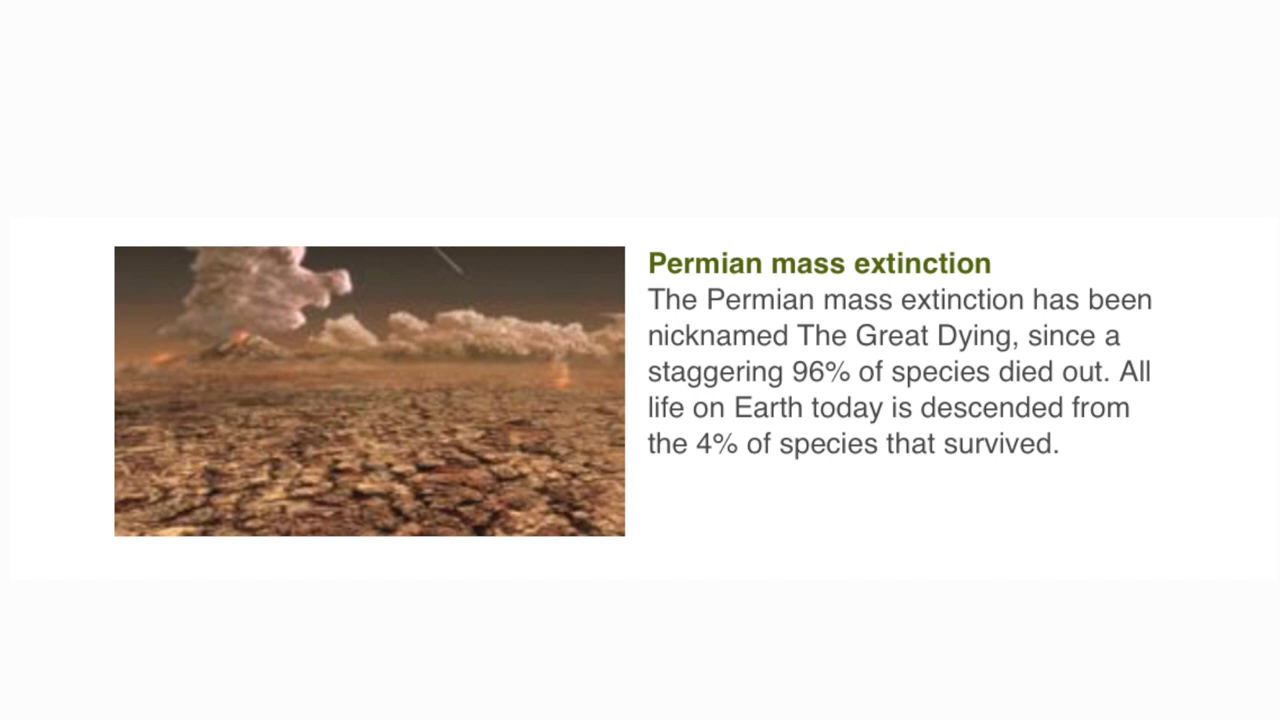 Permian mass extinction
The Permian mass extinction has been
nicknamed The Great Dying, since a
staggering 96% of species died out. All
life on Earth today is descended from
the 4% of species that survived.